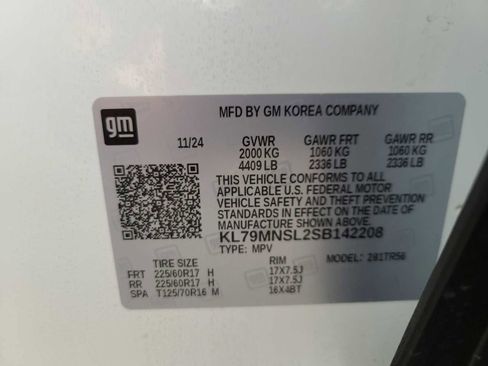 gm
MFD BY GM KOREA COMPANY
11/24 GVWR GAWR FRT GAWR RR
2000 KG 1060 KG 1060 KG
4409 LB 2336 LB 2336 LB
THIS VEHICLE CONFORMS TO ALL
APPLICABLE U.S. FEDERAL MOTOR
VEHICLE SAFETY AND THEFT PREVENTION
STANDARDS IN EFFECT ON THE DATE OF
MANUFACTURE SHOWN ABOVE.
KL79MNSL2SB142208
TYPE: MPV MODEL:
TIRE SIZE RIM
FRT 225/60R17 H 17X7.5J
RR 225/60R17 H 17X7.5J
SPA T125/70R16 M 16X4BT